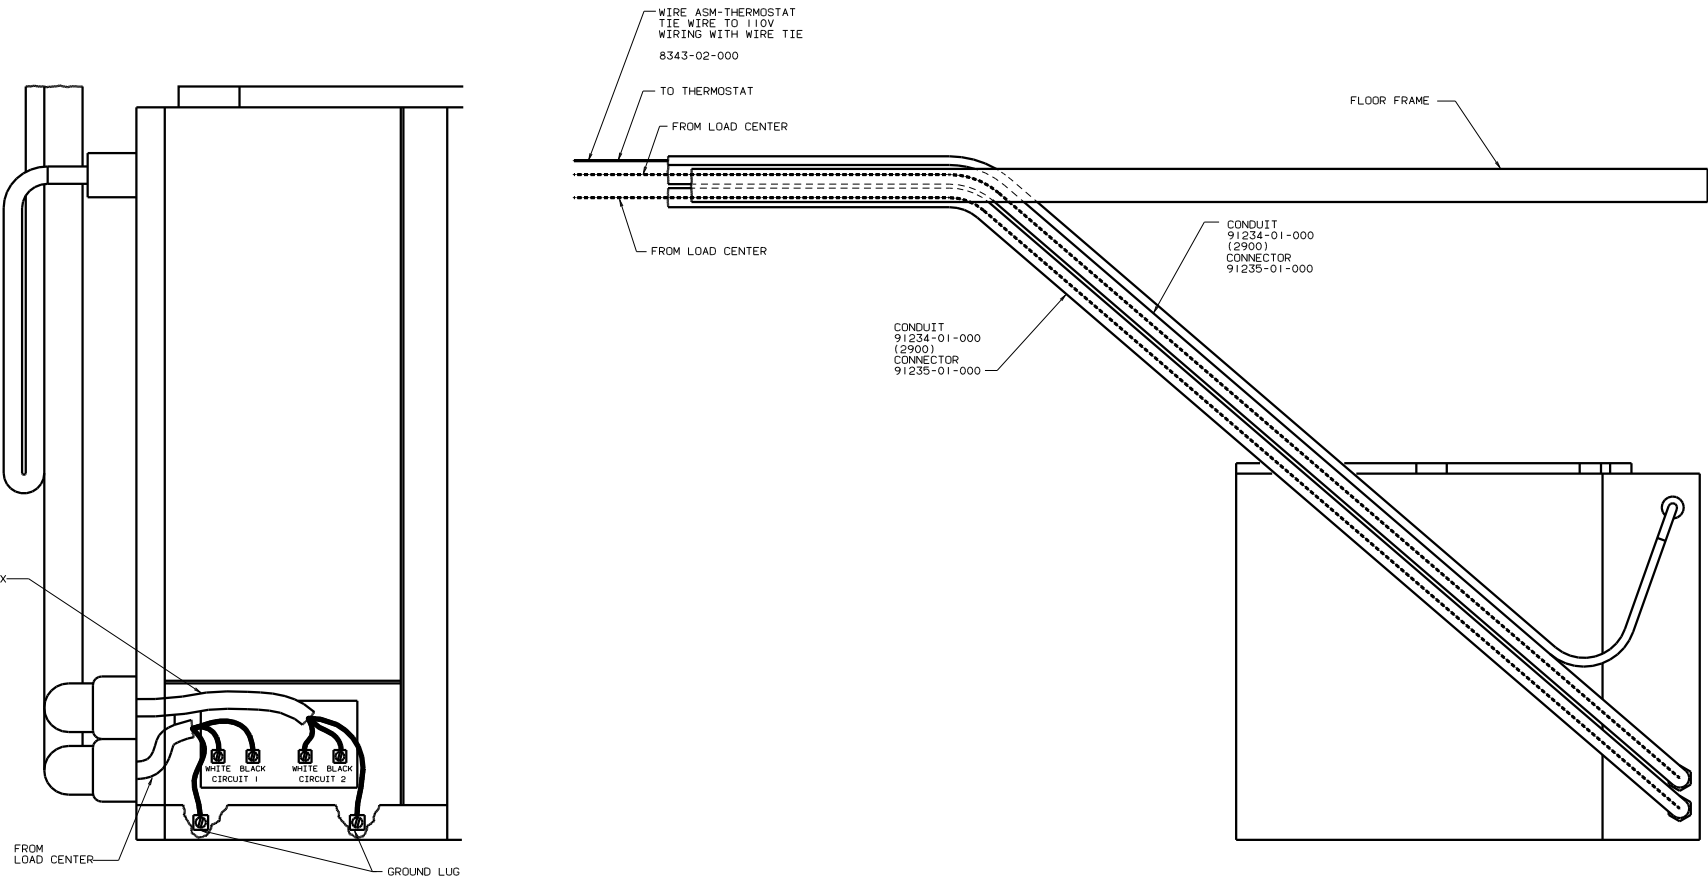 WIRE ASM-THERMOSTAT
TIE WIRE TO 110V
WIRING WITH WIRE TIE
8343-02-000
TO THERMOSTAT
FROM LOAD CENTER
FROM LOAD CENTER
FLOOR FRAME
CONDUIT
91234-01-000
(2900)
CONNECTOR
91235-01-000
CONDUIT
91234-01-000
(2900)
CONNECTOR
91235-01-000
X
WHITE BLACK
CIRCUIT 1
WHITE BLACK
CIRCUIT 2
FROM
LOAD CENTER
GROUND LUG